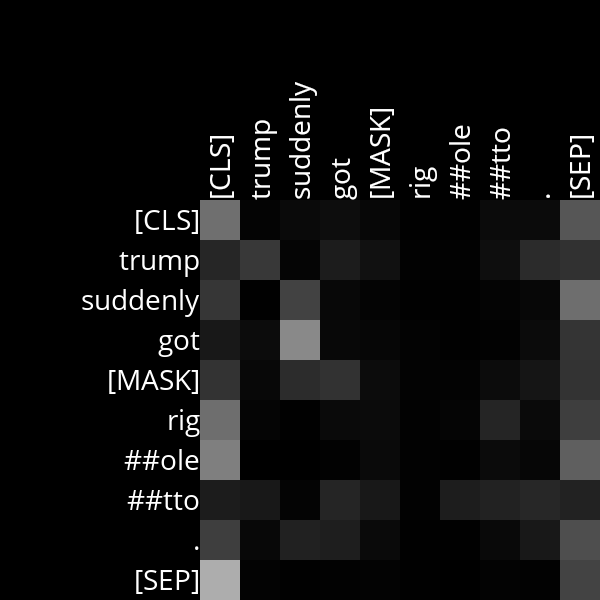 [CLS]
trump
suddenly
got
[MASK]
rig
##ole
##tto
.
[SEP]
[CLS]
trump
suddenly
got
[MASK]
rig
##ole
##tto
.
[SEP]